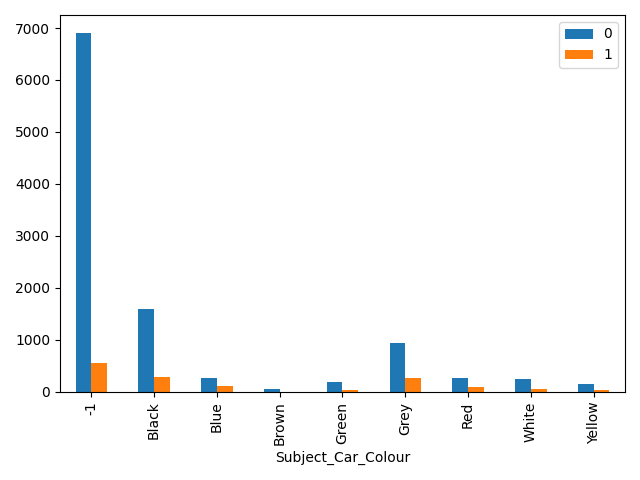 7000
6000
5000
4000
3000
2000
1000
0
0
1
-1
Black
Blue
Brown
Green
Grey
Red
White
Yellow
Subject_Car_Colour